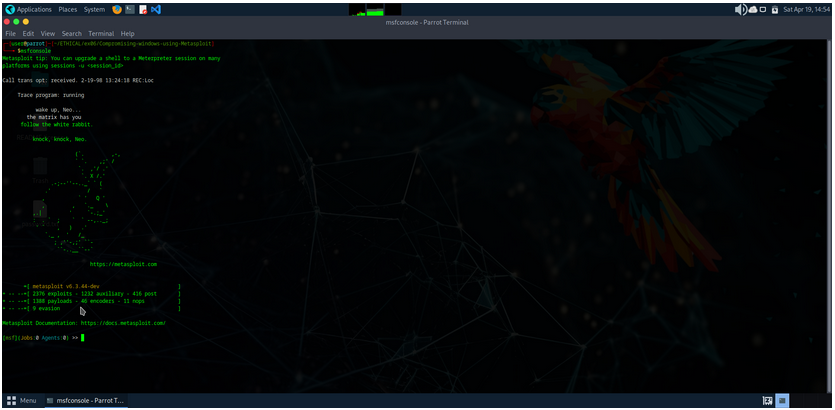 Applications Places System
Sat Apr 19, 14:54
msfconsole - Parrot Terminal
File Edit View Search Terminal Help
[user@parrot]-[~/ETHICAL/ex06/Compromising-windows-using-Metasploit]
$msfconsole
Metasploit tip: You can upgrade a shell to a Meterpreter session on many
platforms using sessions -u <session_id>
Call trans opt: received. 2-19-98 13:24:18 REC:Loc
Trace program: running
wake up, Neo...
the matrix has you
follow the white rabbit.
knock, knock, Neo.
https://metasploit.com
=[ metasploit v6.3.44-dev ]
+ -- --=[ 2376 exploits - 1232 auxiliary - 416 post ]
+ -- --=[ 1388 payloads - 46 encoders - 11 nops ]
+ -- --=[ 9 evasion ]
Metasploit Documentation: https://docs.metasploit.com/
[msf](Jobs:0 Agents:0) >>
Menu msfconsole - Parrot T...